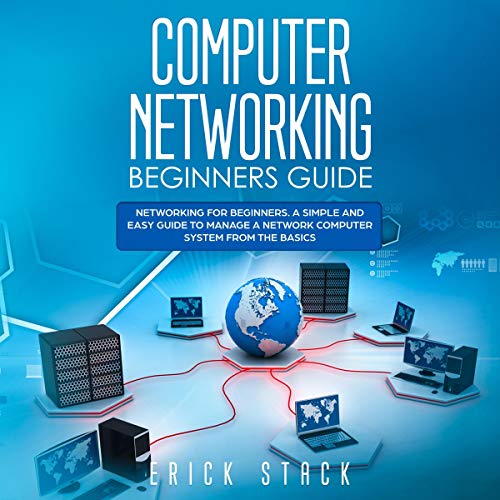 COMPUTER
NETWORKING
BEGINNERS GUIDE
NETWORKING FOR BEGINNERS. A SIMPLE AND
EASY GUIDE TO MANAGE A NETWORK COMPUTER
SYSTEM FROM THE BASICS
ERICK STACK